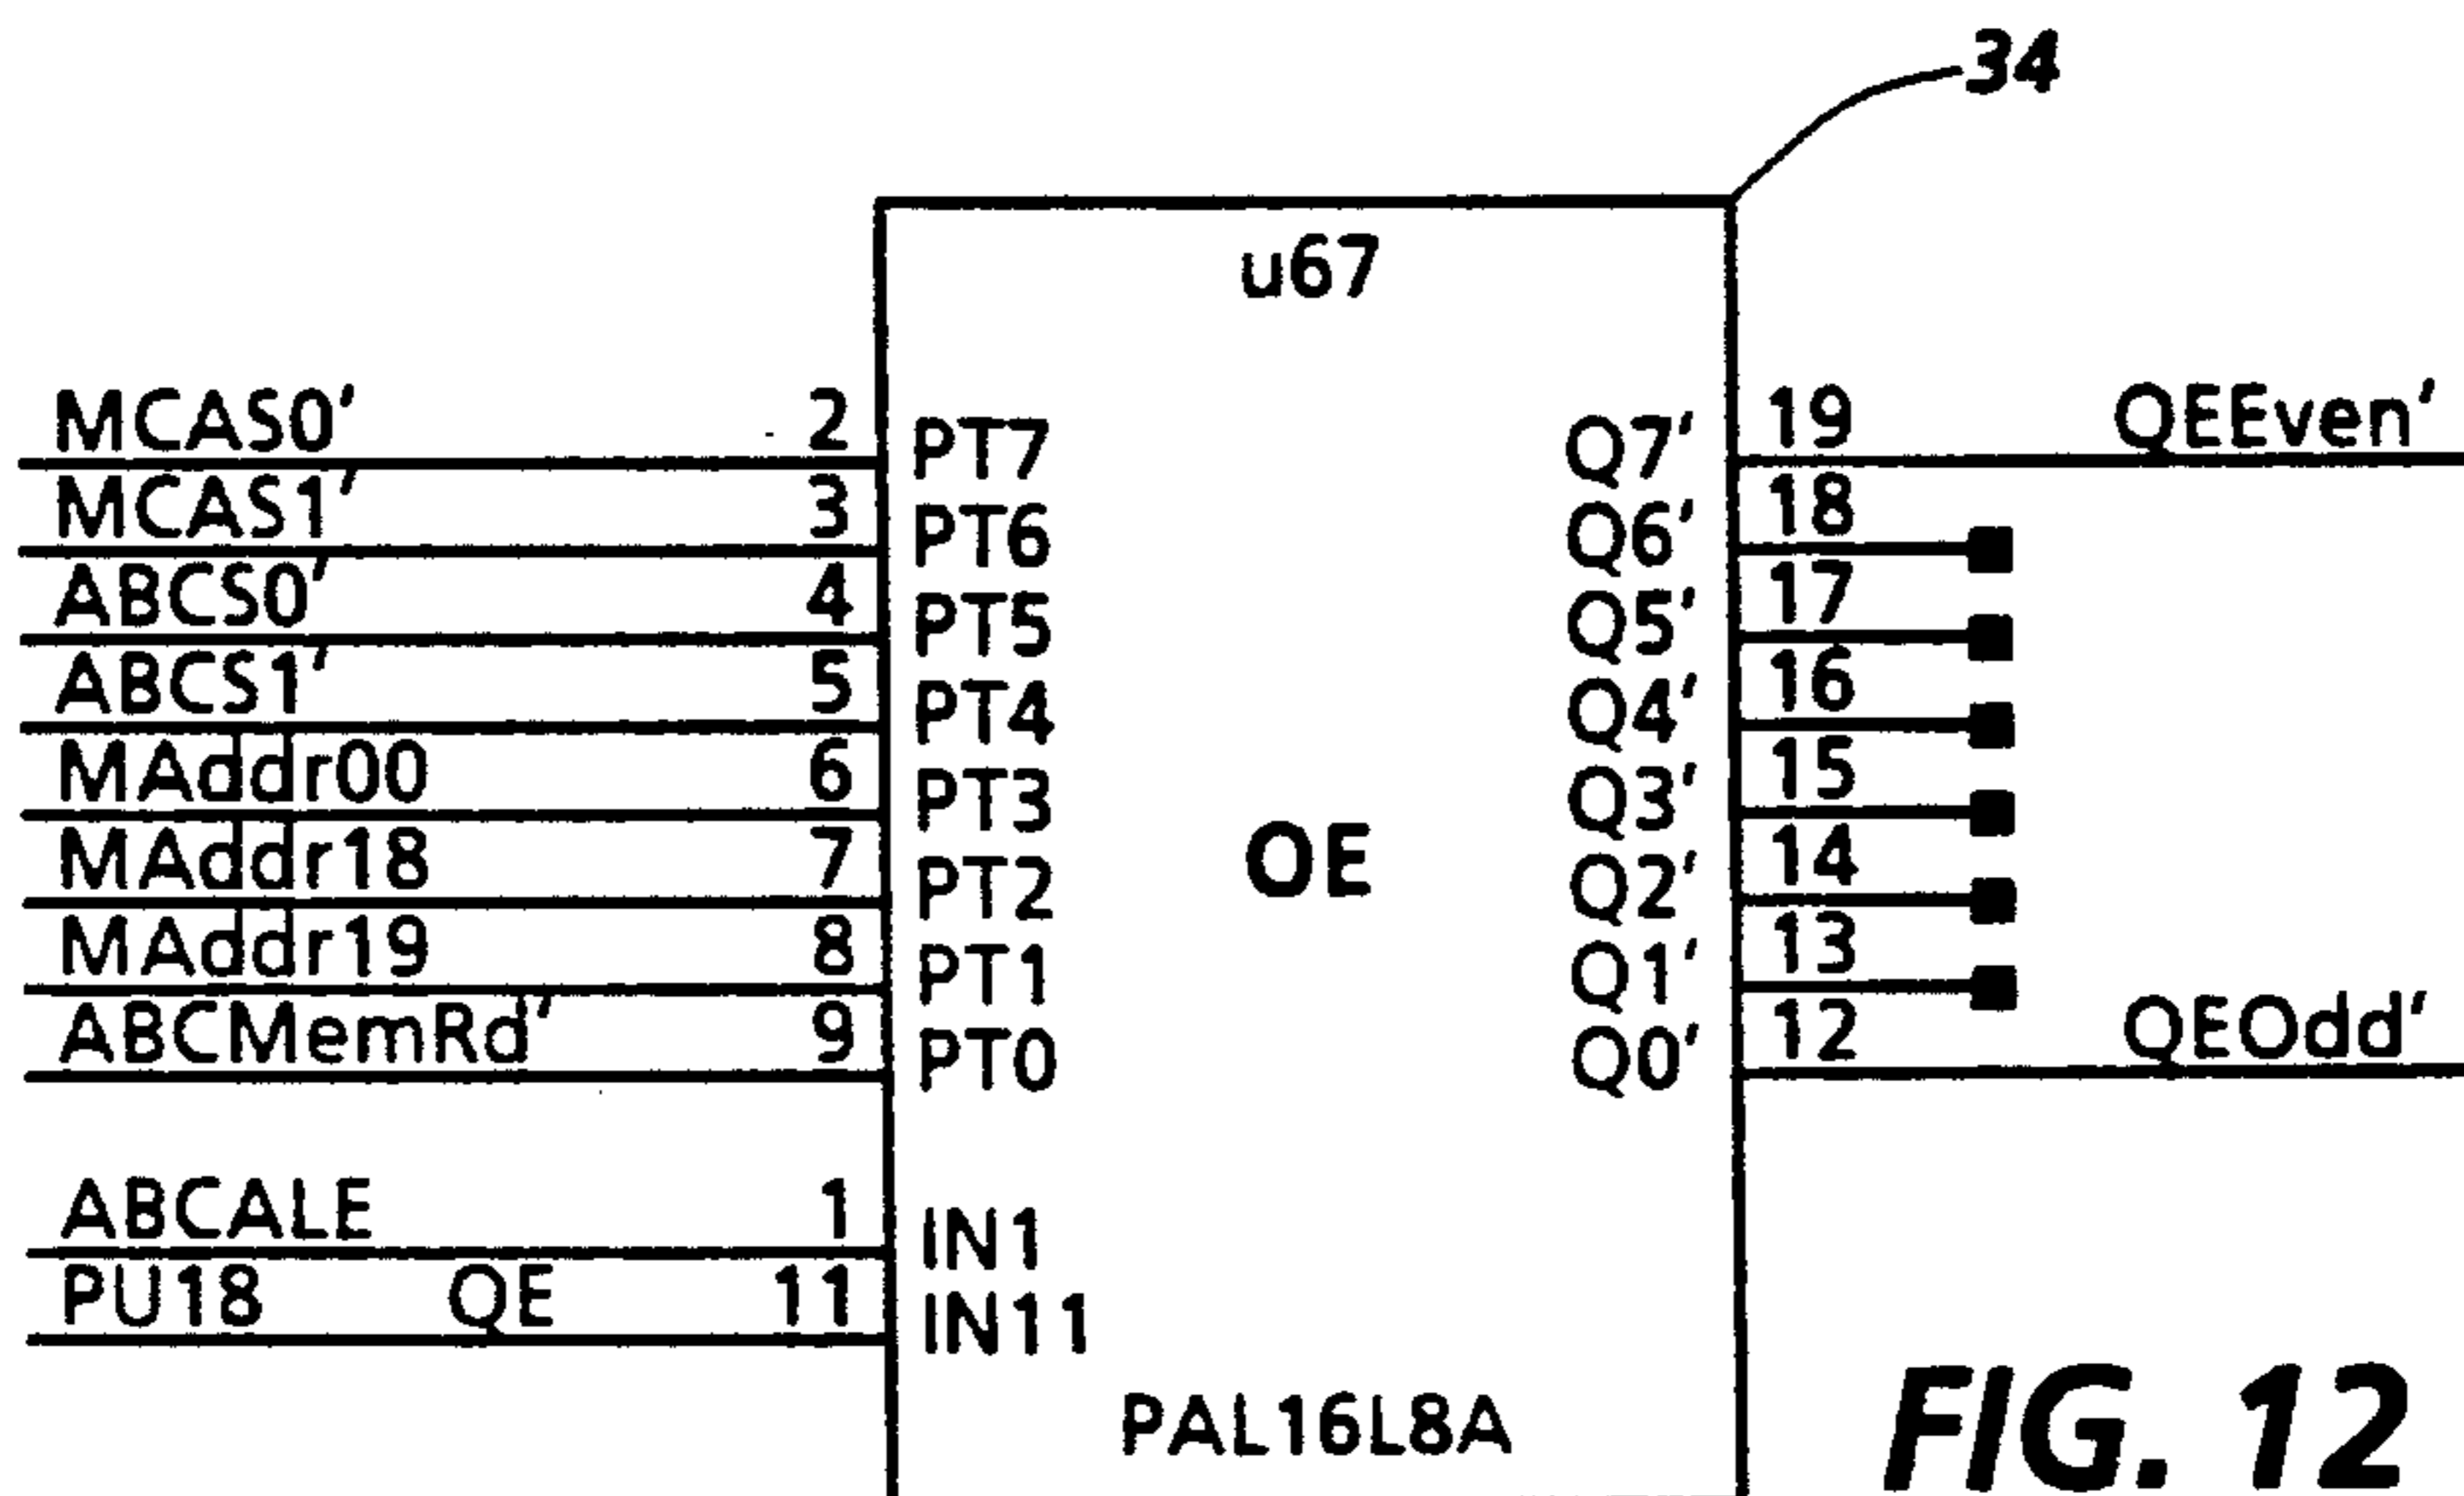 34
u67
MCAS0' 2 PT7 Q7' 19 QEEven'
MCAS1' 3 PT6 Q6' 18
ABCS0' 4 PT5 Q5' 17
ABCS1' 5 PT4 Q4' 16
MAddr00 6 PT3 Q3' 15
MAddr18 7 PT2 OE Q2' 14
MAddr19 8 PT1 Q1' 13
ABCMemRd' 9 PT0 Q0' 12 QEOdd'
ABCALE 1 IN1
PU18 QE 11 IN11
PAL16L8A
FIG. 12